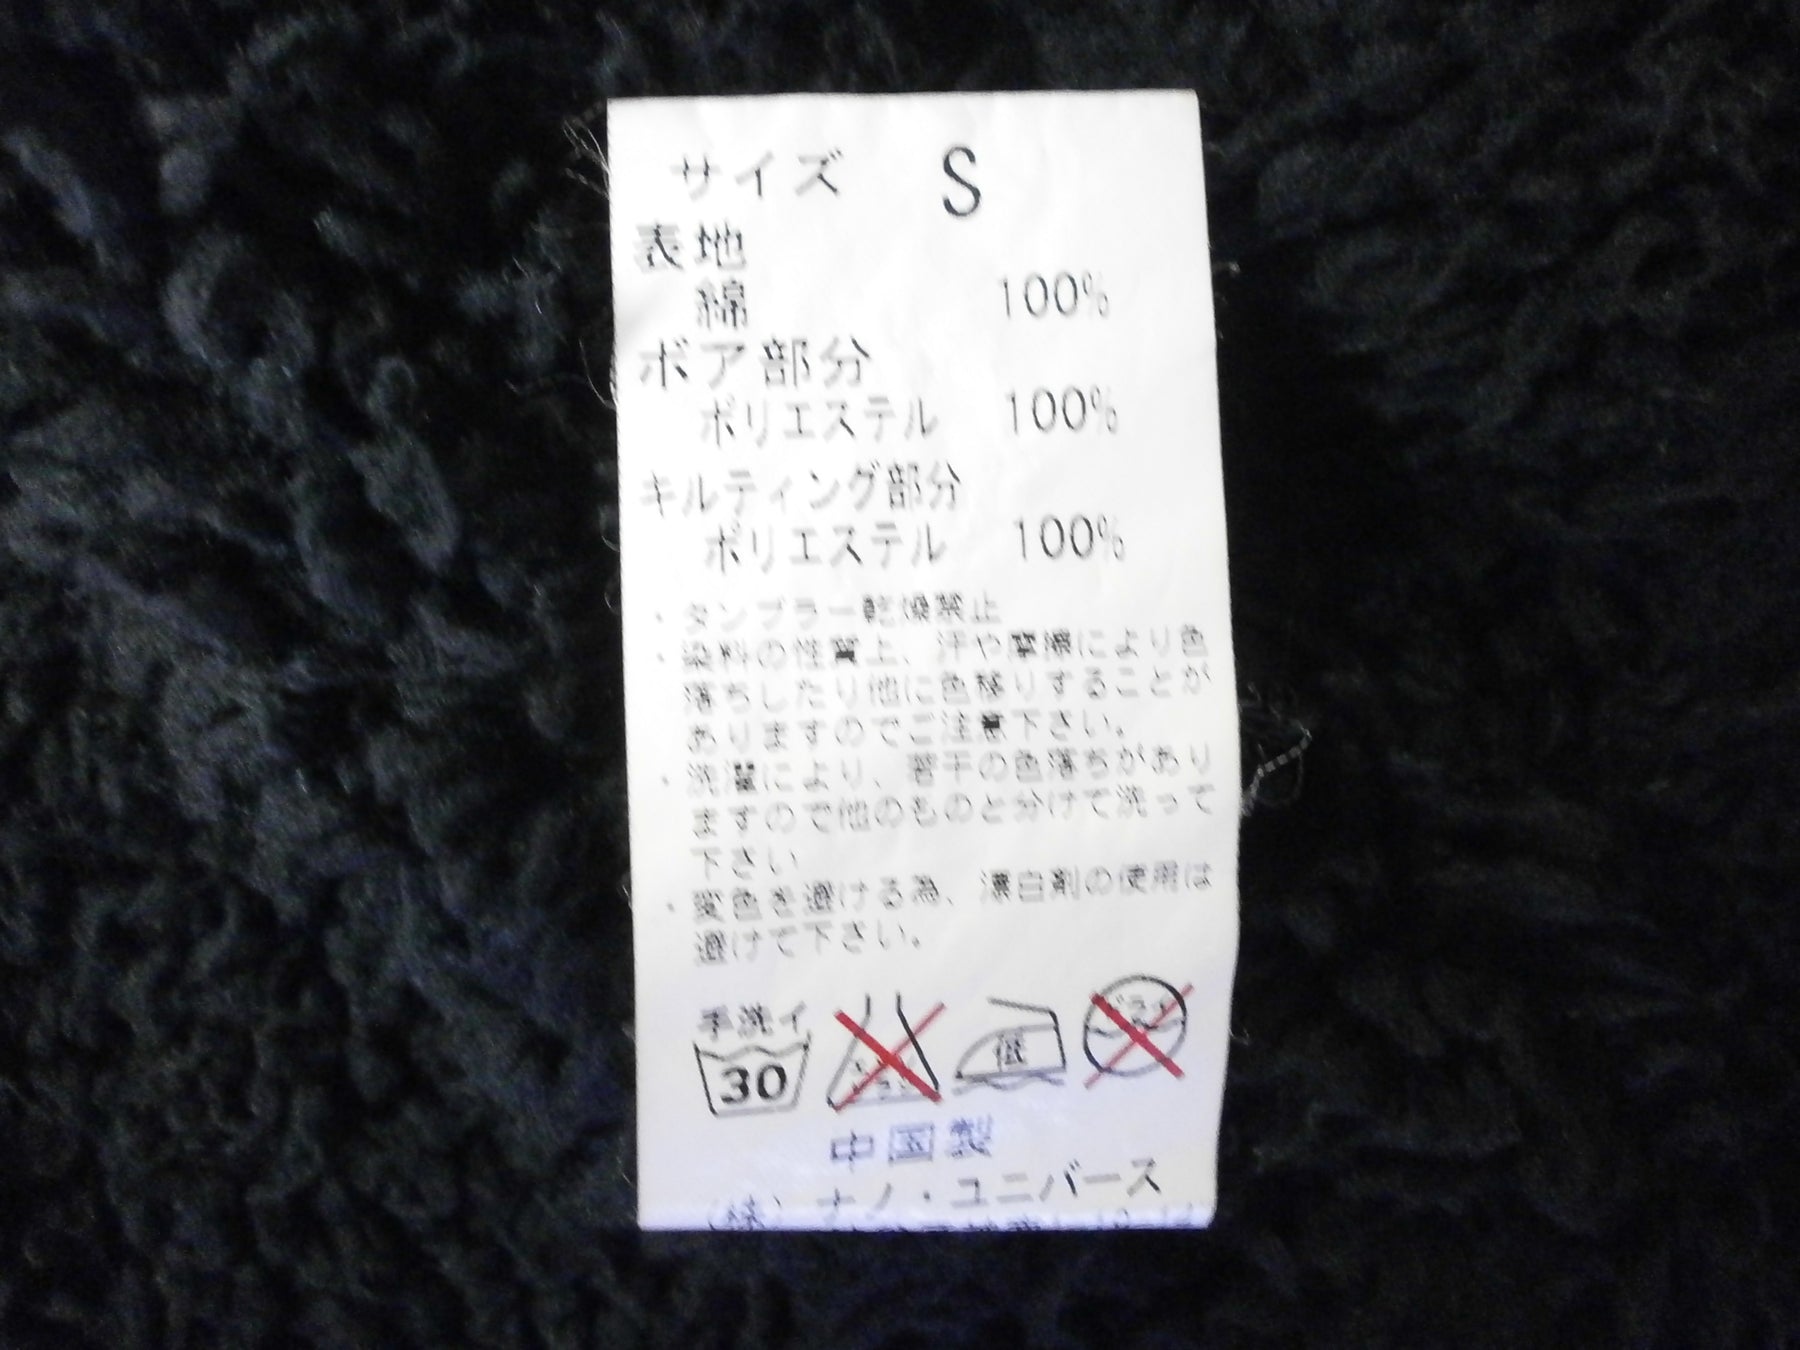 サイズ S
表地
綿 100%
ボア部分
ポリエステル 100%
キルティング部分
ポリエステル 100%
・タンブラー乾燥禁止
・染料の性質上、汗や摩擦により色
落ちしたり他に色移りすることが
ありますのでご注意下さい。
・洗濯により、若干の色落ちがあり
ますので他のものと分けて洗って
下さい
・変色を避ける為、漂白剤の使用は
避けて下さい。
手洗イ
30
低
中国製
(株) ナノ・ユニバース